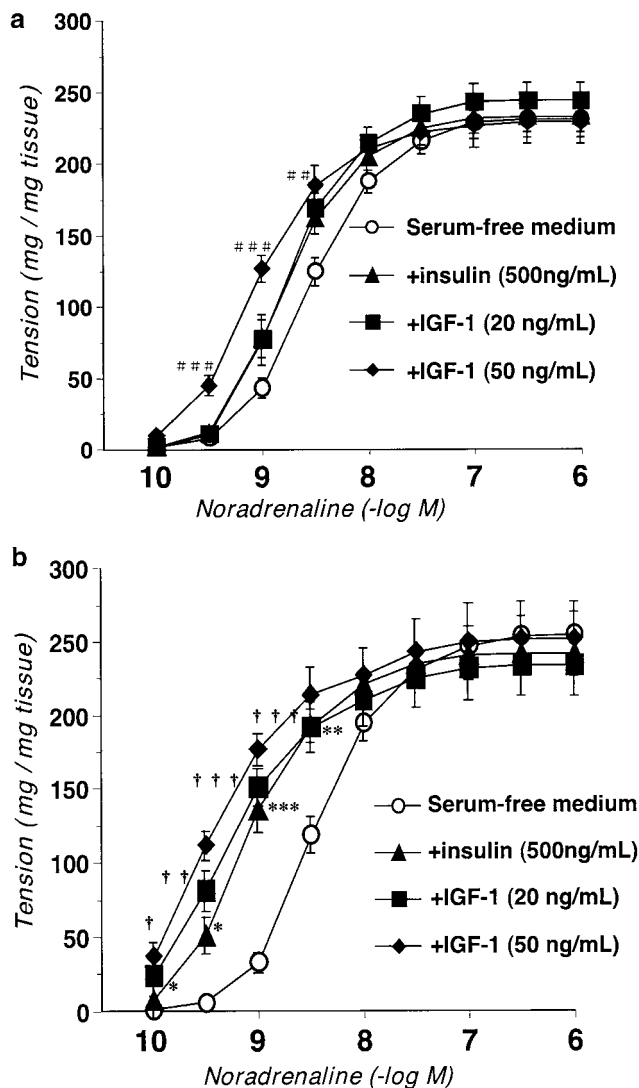 a
300
250
200
150
100
50
0
Tension (mg / mg tissue)
# # #
# # #
# #
Serum-free medium
+insulin (500ng/mL)
+IGF-1 (20 ng/mL)
+IGF-1 (50 ng/mL)
10 9 8 7 6
Noradrenaline (-log M)
b
300
250
200
150
100
50
0
Tension (mg / mg tissue)
† † †
† † †
† †
†
**
***
*
*
Serum-free medium
+insulin (500ng/mL)
+IGF-1 (20 ng/mL)
+IGF-1 (50 ng/mL)
10 9 8 7 6
Noradrenaline (-log M)